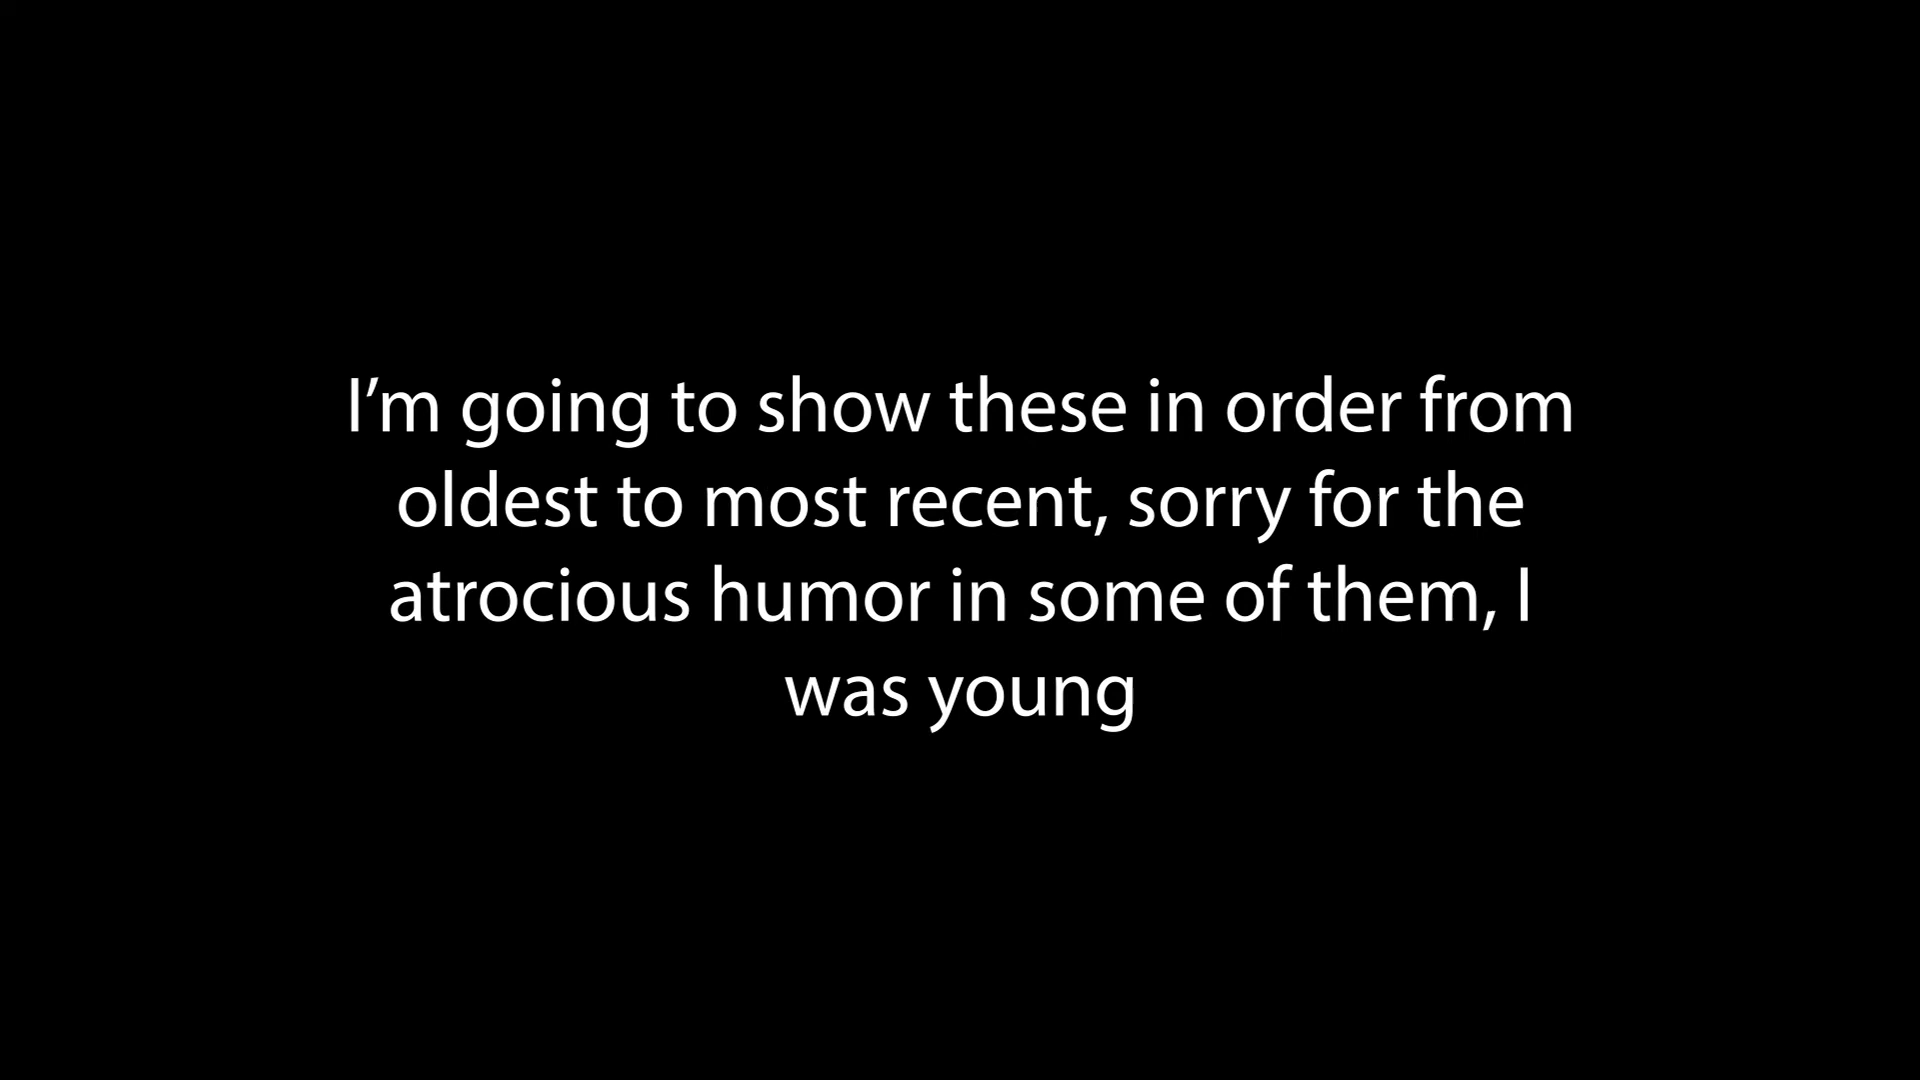 I’m going to show these in order from
oldest to most recent, sorry for the
atrocious humor in some of them, I
was young